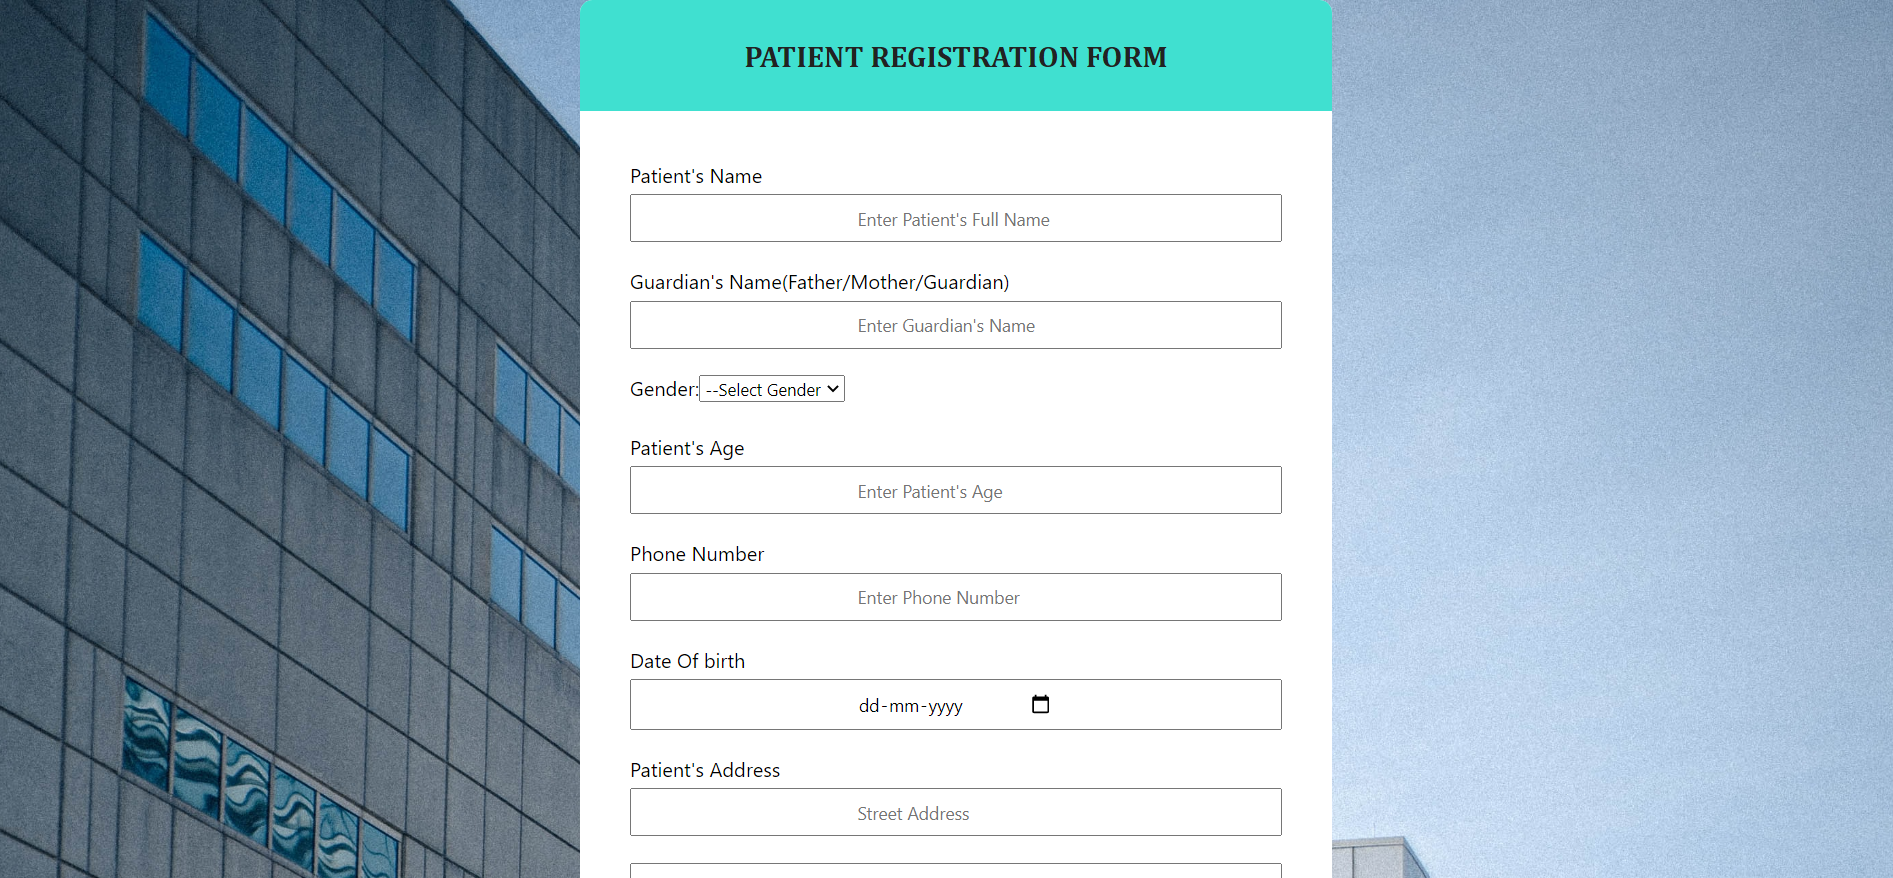 PATIENT REGISTRATION FORM
Patient's Name
Enter Patient's Full Name
Guardian's Name(Father/Mother/Guardian)
Enter Guardian's Name
Gender:--Select Gender
Patient's Age
Enter Patient's Age
Phone Number
Enter Phone Number
Date Of birth
dd-mm-yyyy
Patient's Address
Street Address